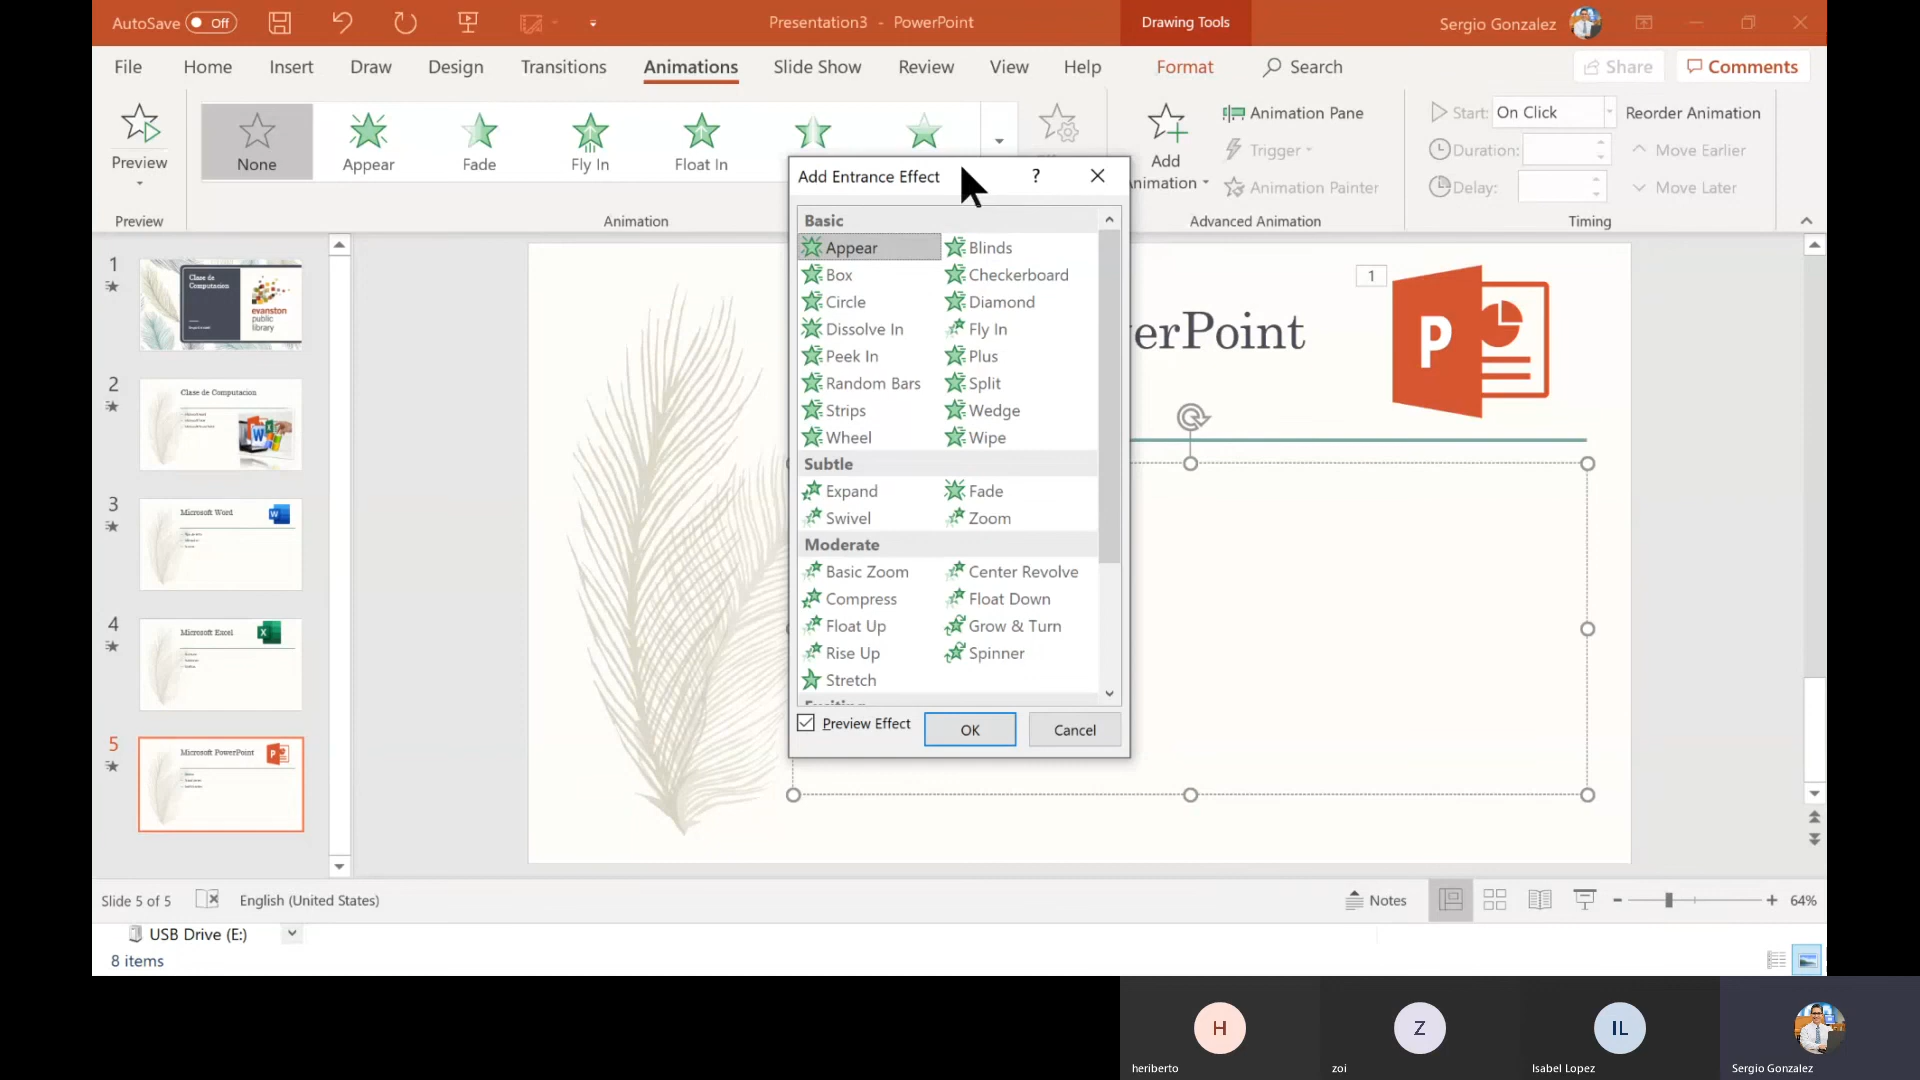 AutoSave Off Presentation3 - PowerPoint Drawing Tools Sergio Gonzalez
File Home Insert Draw Design Transitions Animations Slide Show Review View Help Format Search Share Comments
None Appear Fade Fly In Float In
Preview
Add Animation
Animation Pane
Trigger
Animation Painter
Start: On Click
Duration:
Delay:
Reorder Animation
Move Earlier
Move Later
Preview Animation Advanced Animation Timing
Add Entrance Effect ?
Basic
Appear Blinds
Box Checkerboard
Circle Diamond
Dissolve In Fly In
Peek In Plus
Random Bars Split
Strips Wedge
Wheel Wipe
Subtle
Expand Fade
Swivel Zoom
Moderate
Basic Zoom Center Revolve
Compress Float Down
Float Up Grow & Turn
Rise Up Spinner
Stretch
Exciting
Preview Effect OK Cancel
1
erPoint
P
1
Clase de
Computacion
evanston
public
library
2
Clase de Computacion
W
3
Microsoft Word
W
4
Microsoft Excel
X
5
Microsoft PowerPoint
P
Slide 5 of 5 English (United States) Notes 64%
USB Drive (E:)
8 items
H Z IL
heriberto zoi Isabel Lopez Sergio Gonzalez